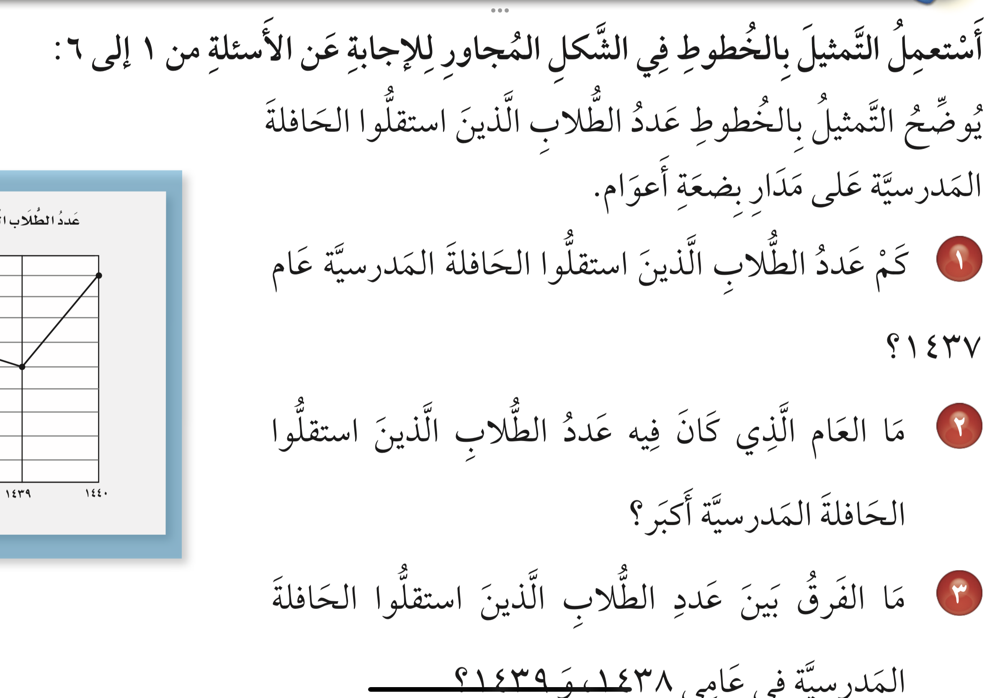 أَسْتعمِلُ التَّمثيلَ بِالخُطوطِ فِي الشَّكلِ المُجاورِ لِلإجابةِ عَن الأَسئلةِ من ١ إلى ٦:
يُوضِّحُ التَّمثيلُ بِالخُطوطِ عَددُ الطُّلابِ الَّذينَ استقلُّوا الحَافلةَ
المَدرسيَّة عَلى مَدَارِ بِضعَةِ أَعوَام.
١ كَمْ عَددُ الطُّلابِ الَّذينَ استقلُّوا الحَافلةَ المَدرسيَّة عَام
١٤٣٧؟
٢ مَا العَام الَّذِي كَانَ فِيه عَددُ الطُّلابِ الَّذينَ استقلُّوا
الحَافلةَ المَدرسيَّة أَكبَر؟
٣ مَا الفَرقُ بَينَ عَددِ الطُّلابِ الَّذينَ استقلُّوا الحَافلةَ
المَدرسيَّة في عَامي ١٤٣٨، وَ ١٤٣٩؟
عَددُ الطُّلَاب
١٤٣٩
١٤٤٠